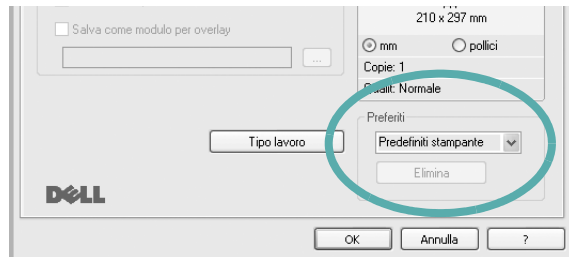 210 x 297 mm
Salva come modulo per overlay
...
mm
pollici
Copie: 1
Qualit: Normale
Preferiti
Tipo lavoro
Predefiniti stampante
Elimina
DELL
OK
Annulla
?